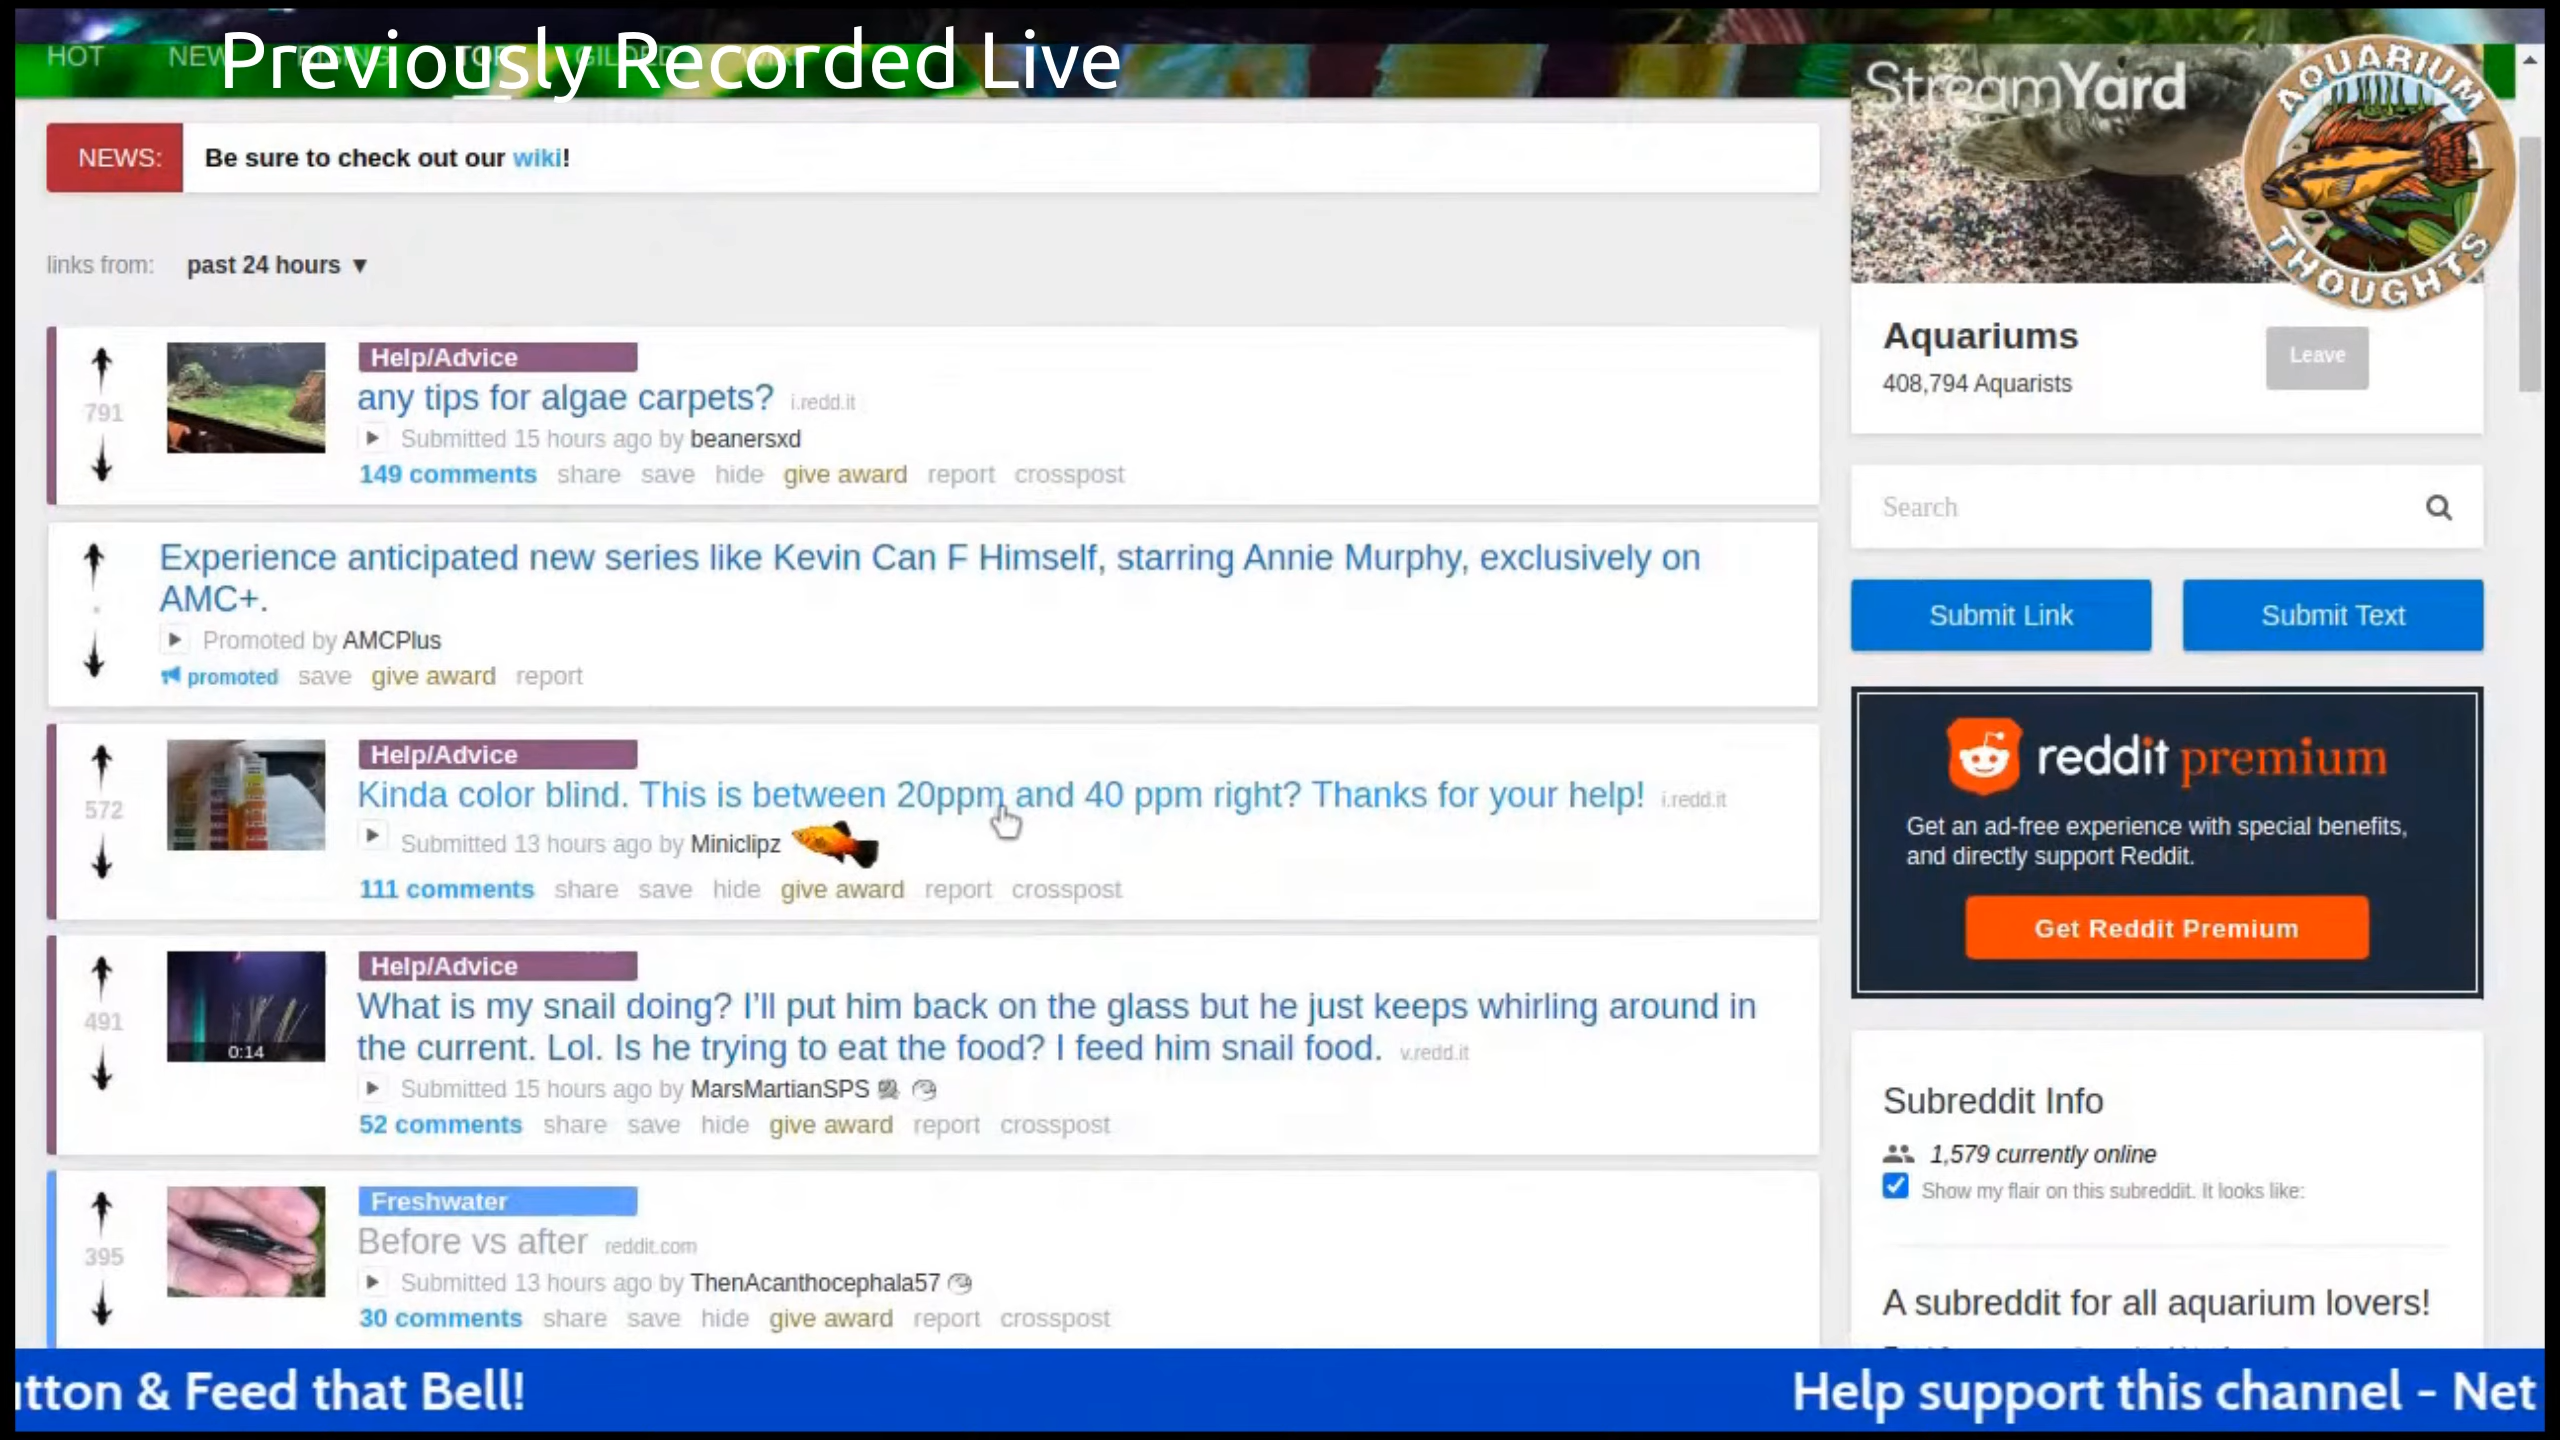 HOT NEW RISING TOP GILDED WIKI
Previously Recorded Live
StreamYard
AQUARIUM THOUGHTS
NEWS: Be sure to check out our wiki!
links from: past 24 hours ▼
Help/Advice
791
any tips for algae carpets? i.redd.it
Submitted 15 hours ago by beanersxd
149 comments share save hide give award report crosspost
Experience anticipated new series like Kevin Can F Himself, starring Annie Murphy, exclusively on
AMC+.
Promoted by AMCPlus
promoted save give award report
Help/Advice
572
Kinda color blind. This is between 20ppm and 40 ppm right? Thanks for your help! i.redd.it
Submitted 13 hours ago by Miniclipz
111 comments share save hide give award report crosspost
Help/Advice
491
0:14
What is my snail doing? I'll put him back on the glass but he just keeps whirling around in
the current. Lol. Is he trying to eat the food? I feed him snail food. v.redd.it
Submitted 15 hours ago by MarsMartianSPS
52 comments share save hide give award report crosspost
Freshwater
395
Before vs after reddit.com
Submitted 13 hours ago by ThenAcanthocephala57
30 comments share save hide give award report crosspost
Aquariums
Leave
408,794 Aquarists
Search
Submit Link
Submit Text
reddit premium
Get an ad-free experience with special benefits,
and directly support Reddit.
Get Reddit Premium
Subreddit Info
1,579 currently online
Show my flair on this subreddit. It looks like:
A subreddit for all aquarium lovers!
utton & Feed that Bell!
Help support this channel - Net